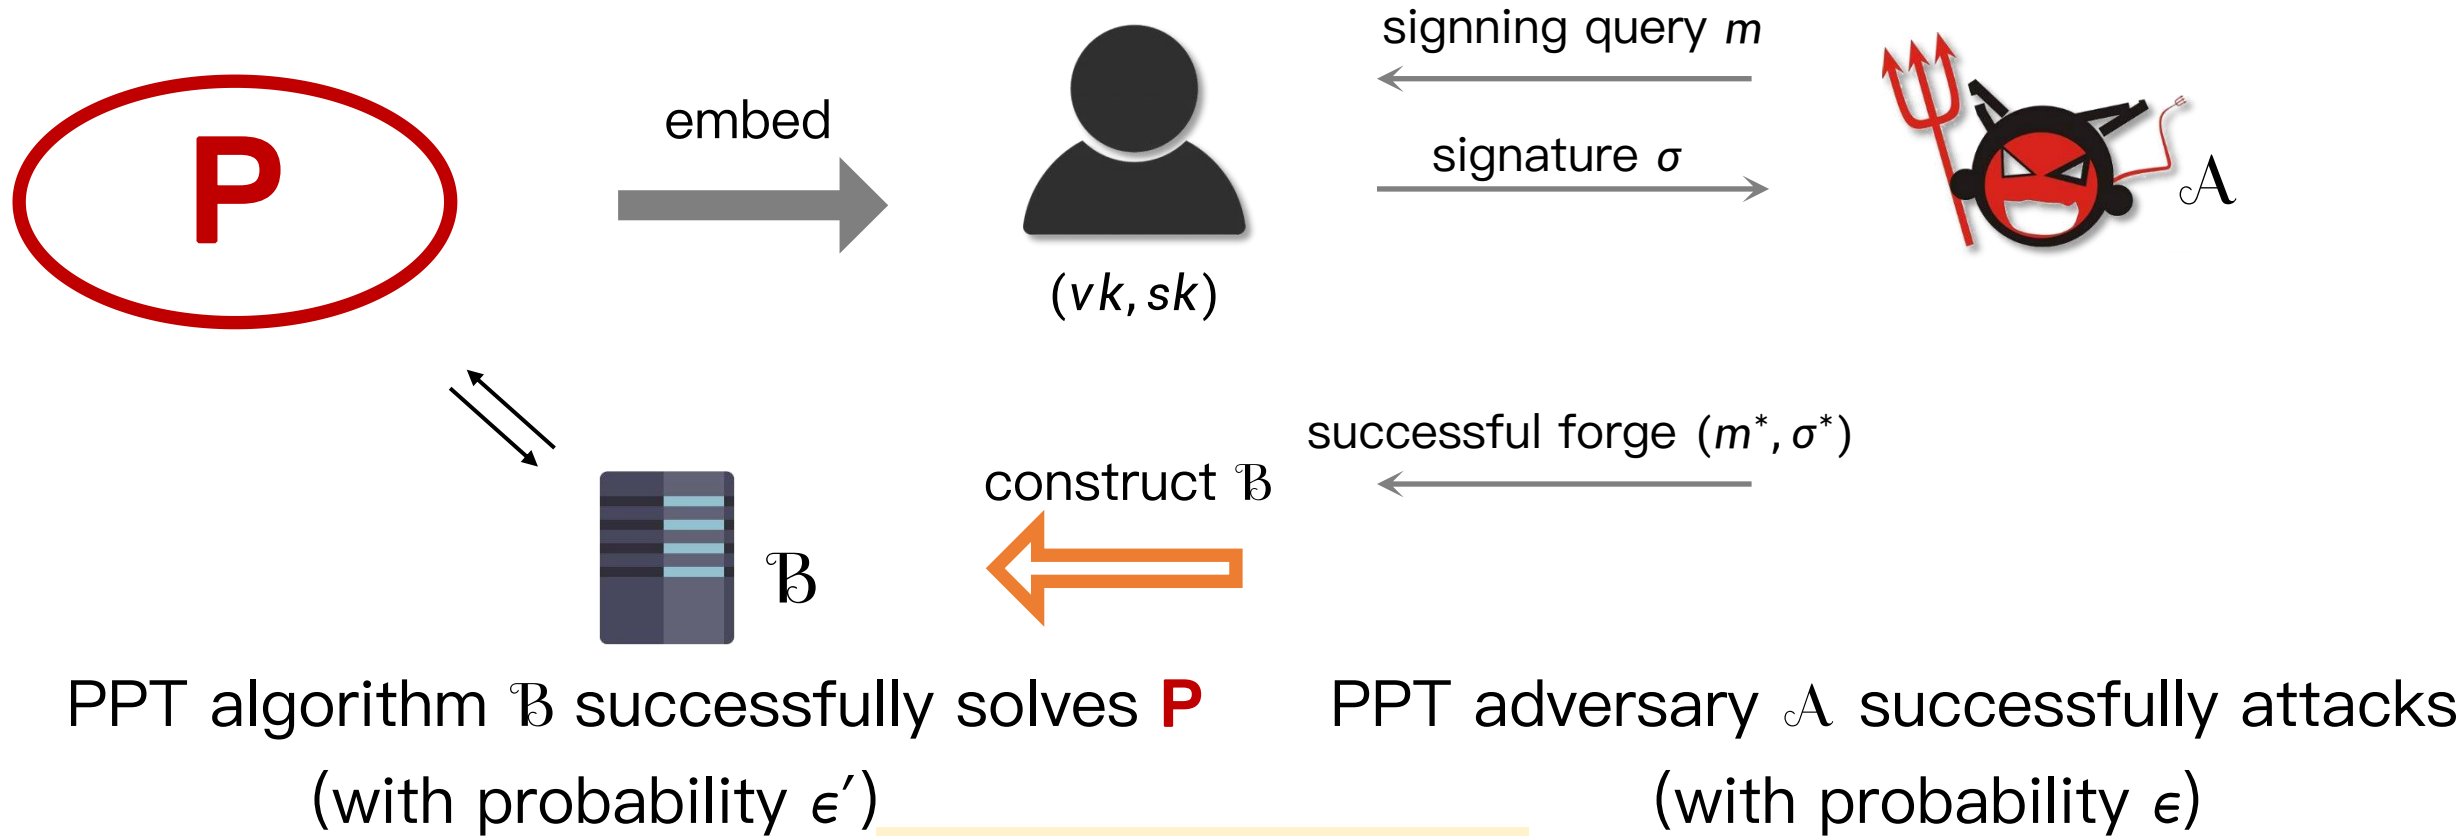 signning query m
P
embed
signature σ
𝒜
(vk, sk)
successful forge (m*, σ*)
construct ℬ
ℬ
PPT algorithm ℬ successfully solves P
(with probability ϵ′)
PPT adversary 𝒜 successfully attacks
(with probability ϵ)